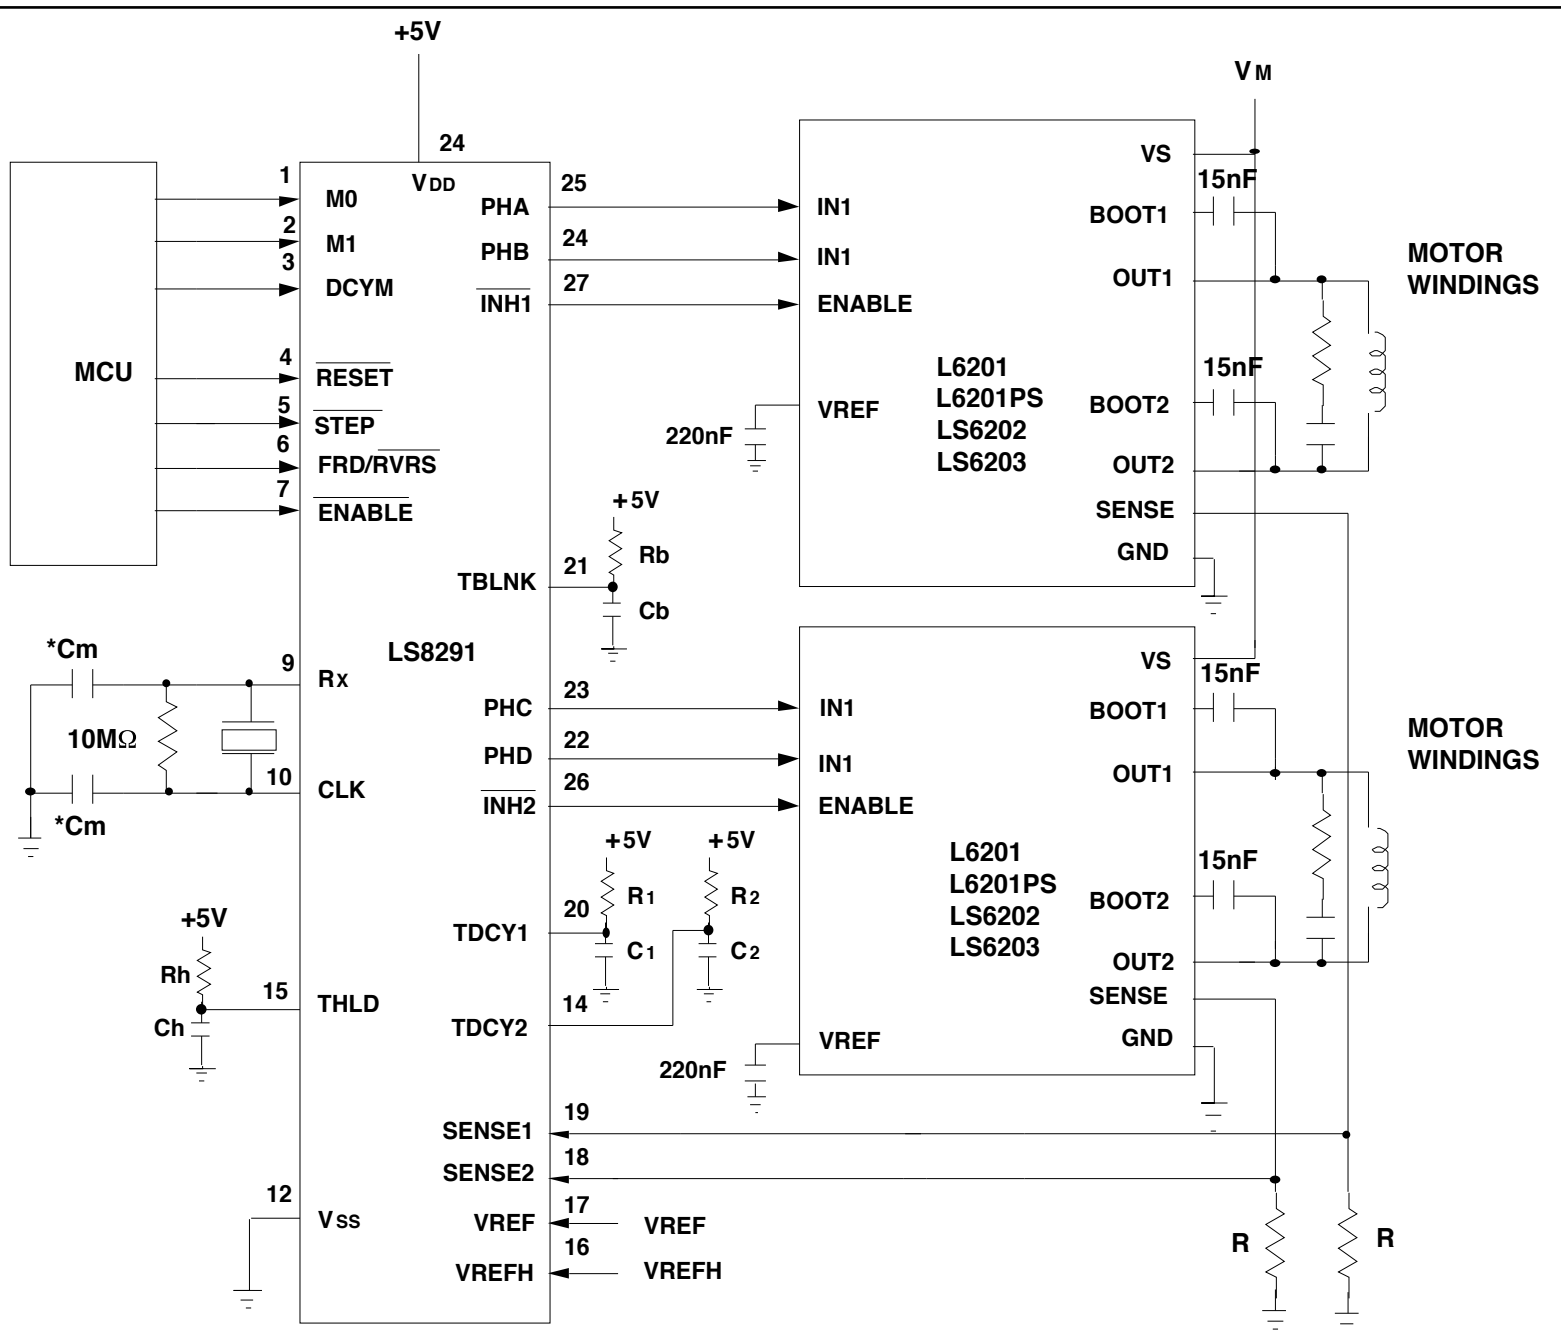 +5V
24
VDD
MCU
1
M0
2
M1
3
DCYM
4
RESET
5
STEP
6
FRD/RVRS
7
ENABLE
LS8291
*Cm
9
Rx
10MΩ
10
CLK
*Cm
+5V
Rh
15
THLD
Ch
12
VSS
25
PHA
24
PHB
27
INH1
+5V
Rb
21
TBLNK
Cb
23
PHC
22
PHD
26
INH2
+5V
R1
20
TDCY1
C1
+5V
R2
C2
14
TDCY2
19
SENSE1
18
SENSE2
17
VREF
VREF
16
VREFH
VREFH
VM
IN1
IN1
ENABLE
VREF
220nF
L6201
L6201PS
LS6202
LS6203
VS
15nF
BOOT1
OUT1
15nF
BOOT2
OUT2
SENSE
GND
MOTOR
WINDINGS
IN1
IN1
ENABLE
VREF
220nF
L6201
L6201PS
LS6202
LS6203
VS
15nF
BOOT1
OUT1
15nF
BOOT2
OUT2
SENSE
GND
MOTOR
WINDINGS
R
R